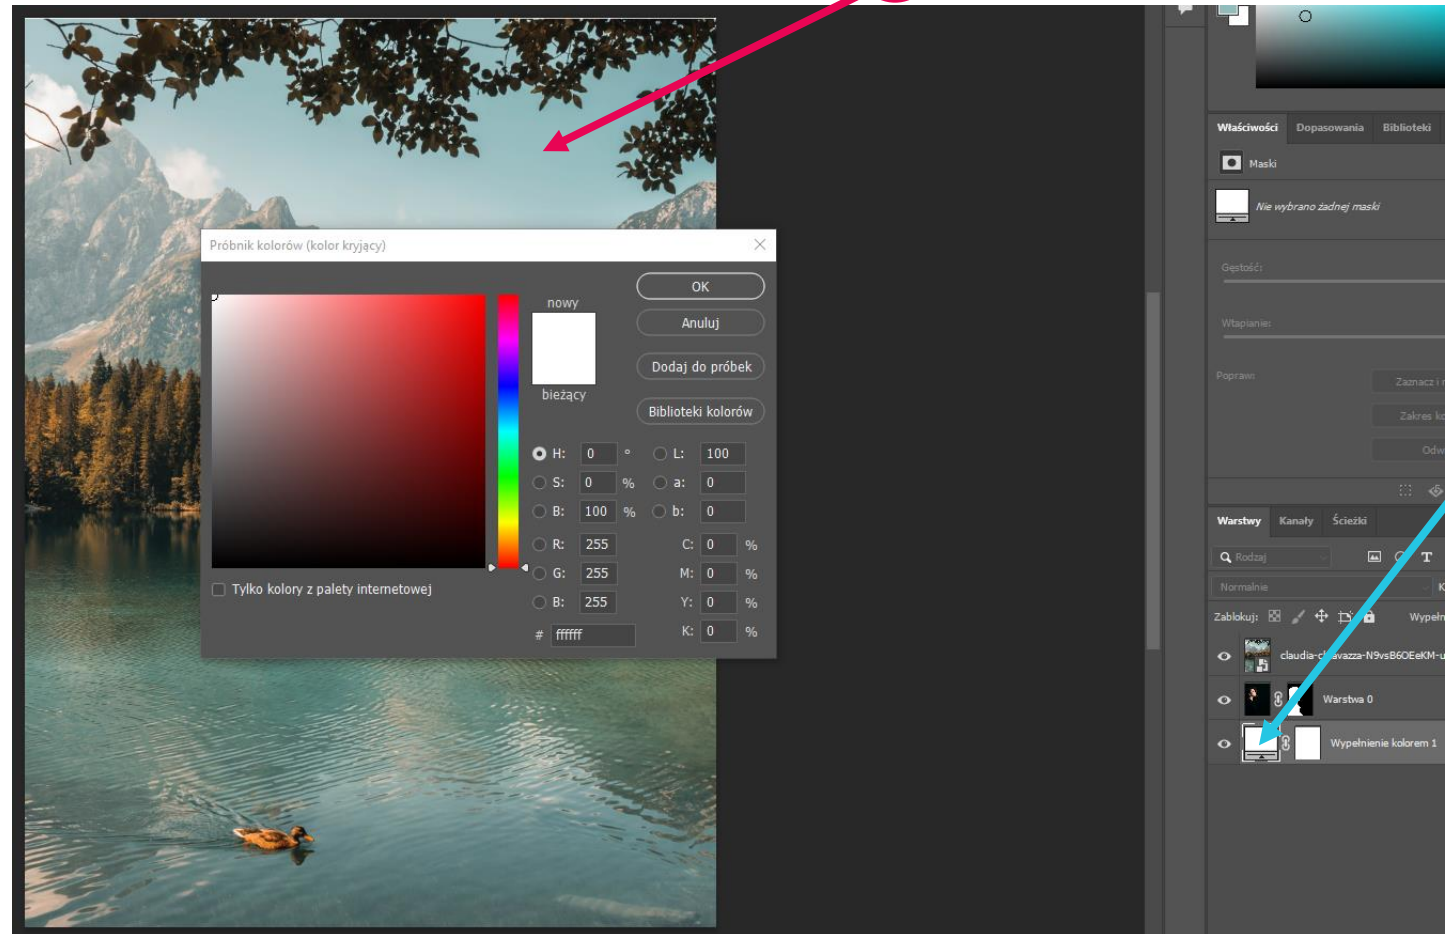 Próbnik kolorów (kolor kryjący)
nowy
bieżący
OK
Anuluj
Dodaj do próbek
Biblioteki kolorów
H: 0 °
L: 100
S: 0 %
a: 0
B: 100 %
b: 0
R: 255
C: 0 %
G: 255
M: 0 %
B: 255
Y: 0 %
# ffffff
K: 0 %
Tylko kolory z palety internetowej
Właściwości Dopasowania Biblioteki
Maski
Nie wybrano żadnej maski
Gęstość:
Wtapianie:
Popraw:
Zaznacz i
Zakres
Warstwy Kanały Ścieżki
Rodzaj
T
Normalnie
Zablokuj:
Warstwa 0
Wypełnienie kolorem 1